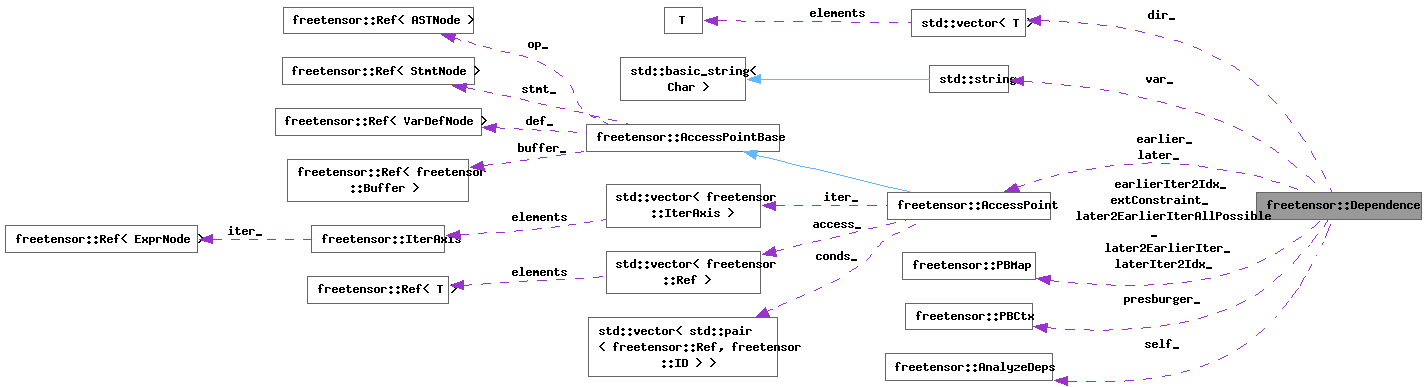 freetensor::Ref< ASTNode >
T
elements
std::vector< T >
dir_
op_
freetensor::Ref< StmtNode >
std::basic_string<
Char >
std::string
var_
stmt_
freetensor::Ref< VarDefNode >
def_
freetensor::AccessPointBase
buffer_
freetensor::Ref< freetensor
::Buffer >
earlier_
later_
freetensor::Dependence
std::vector< freetensor
::IterAxis >
iter_
freetensor::AccessPoint
earlierIter2Idx_
extConstraint_
later2EarlierIterAllPossible
_
later2EarlierIter_
laterIter2Idx_
elements
access_
freetensor::Ref< ExprNode >
iter_
freetensor::IterAxis
conds_
std::vector< freetensor
::Ref >
elements
freetensor::Ref< T >
freetensor::PBMap
presburger_
freetensor::PBCtx
std::vector< std::pair
< freetensor::Ref, freetensor
::ID > >
self_
freetensor::AnalyzeDeps